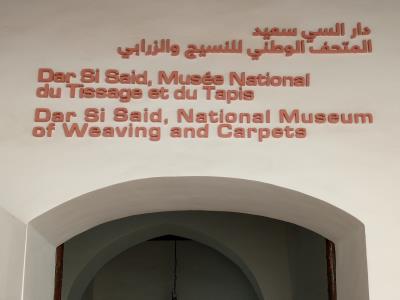 دار السي سعيد
المتحف الوطني للنسيج والزرابي
Dar Si Said, Musée National
du Tissage et du Tapis
Dar Si Said, National Museum
of Weaving and Carpets